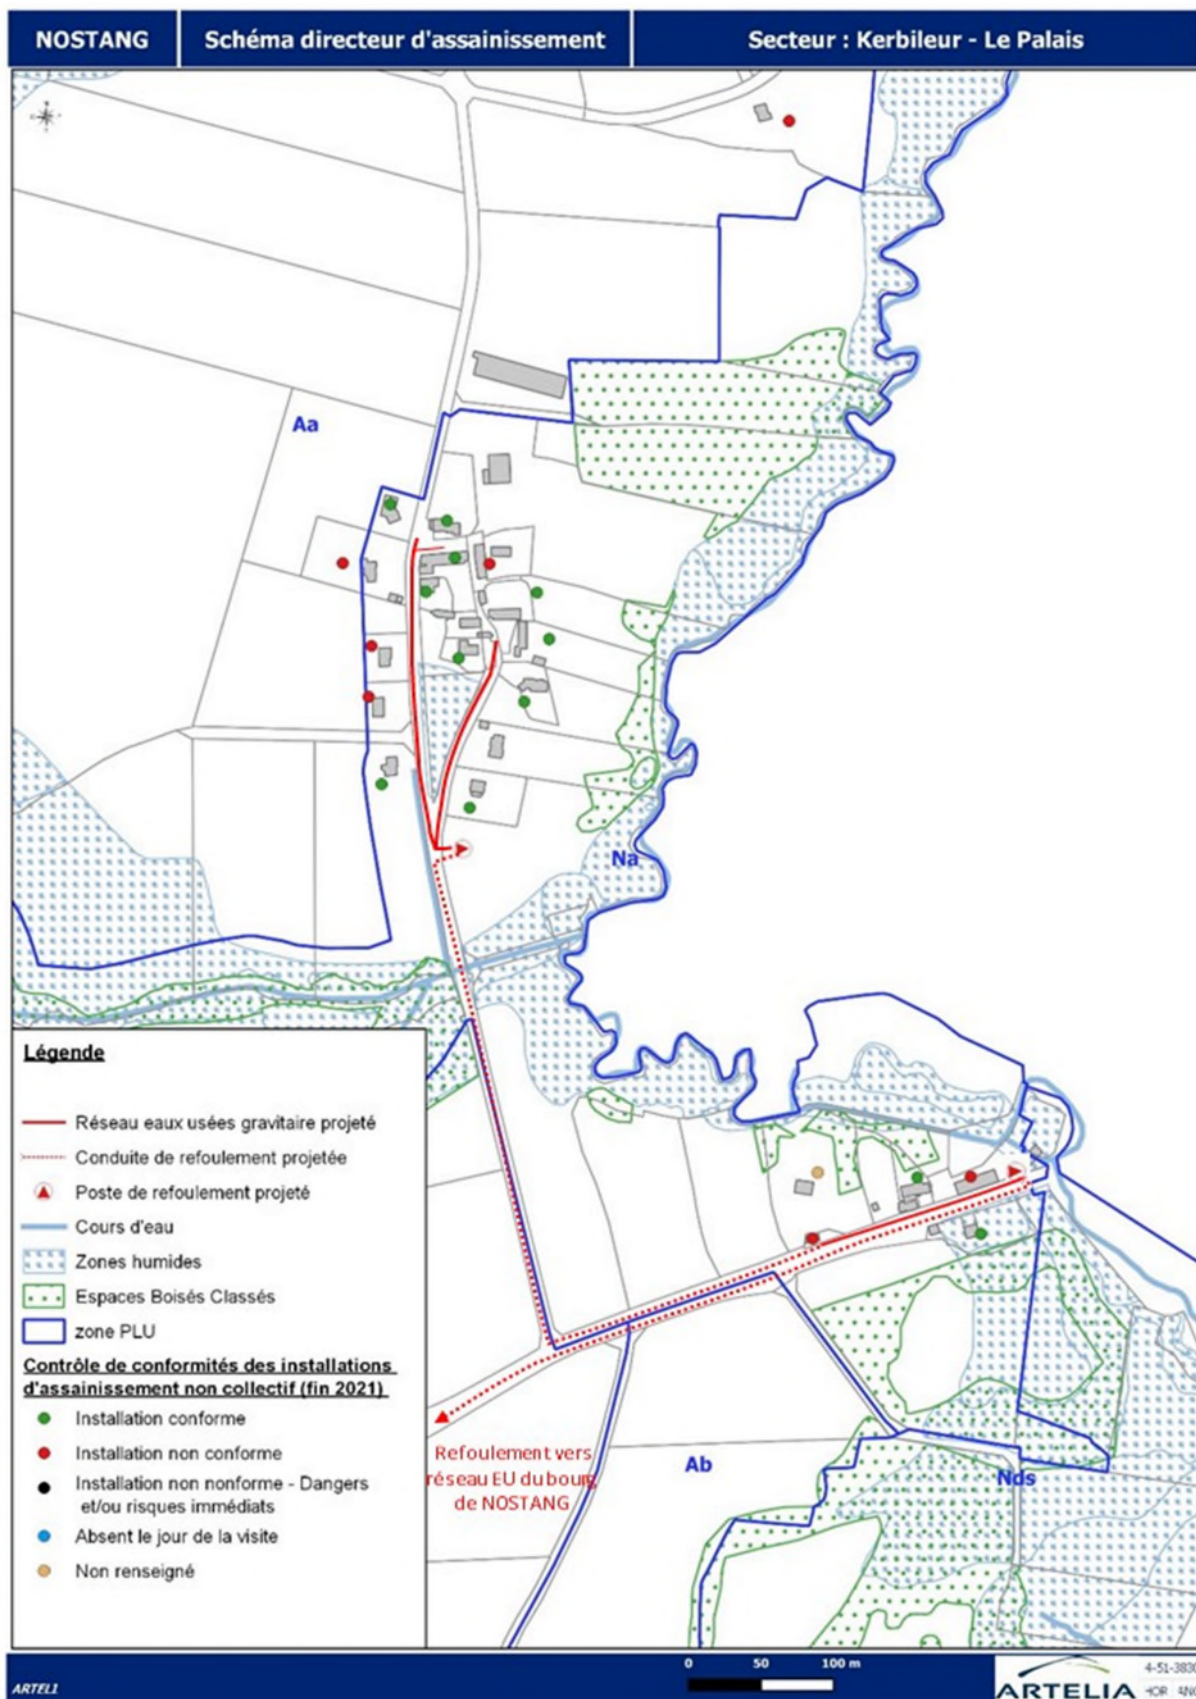 NOSTANG
Schéma directeur d'assainissement
Secteur : Kerbileur - Le Palais
Aa
Na
Légende
Réseau eaux usées gravitaire projeté
Conduite de refoulement projetée
Poste de refoulement projeté
Cours d'eau
Zones humides
Espaces Boisés Classés
zone PLU
Contrôle de conformités des installations
d'assainissement non collectif (fin 2021)
Installation conforme
Installation non conforme
Installation non nonforme - Dangers
et/ou risques immédiats
Absent le jour de la visite
Non renseigné
Refoulement vers
réseau EU du bourg
de NOSTANG
Ab
Nds
0 50 100 m
ARTELIA